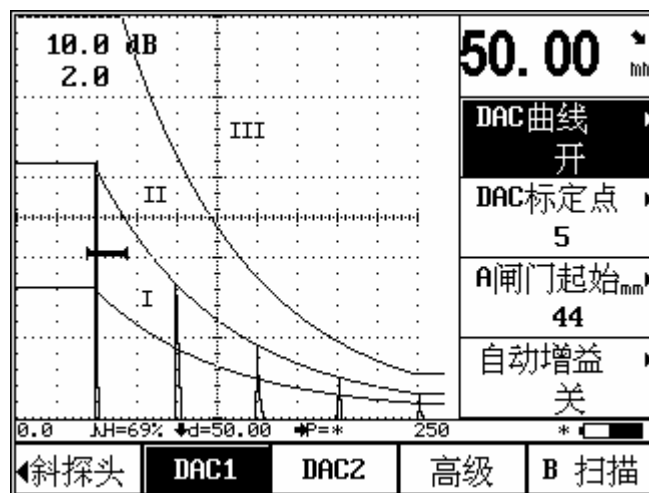 10.0 dB
2.0
50.00
mm
DAC曲线
开
III
DAC标定点
II
5
A闸门起始mm
I
44
自动增益
关
0.0 H=69% d=50.00 P=* 250 *
斜探头 DAC1 DAC2 高级 B 扫描